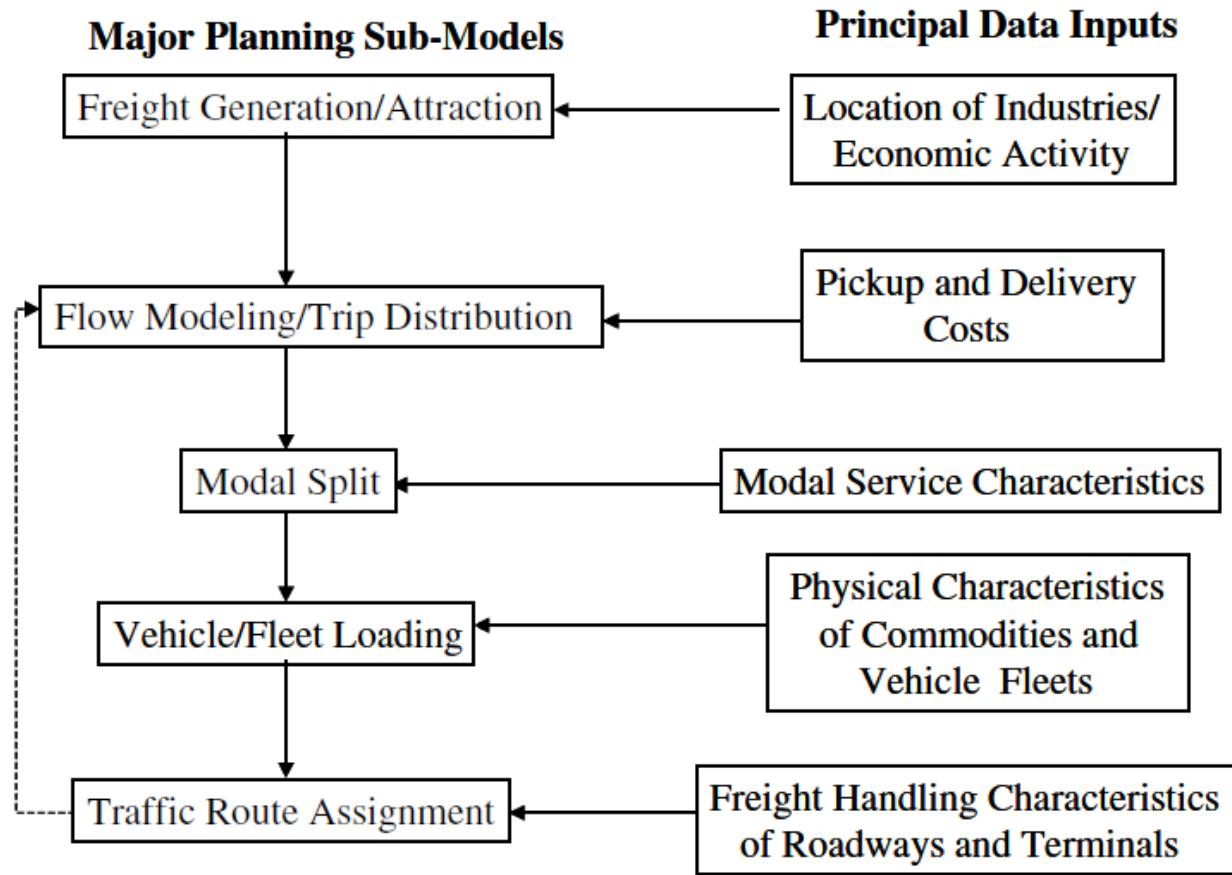 Major Planning Sub-Models
Principal Data Inputs
Freight Generation/Attraction
Location of Industries/
Economic Activity
Flow Modeling/Trip Distribution
Pickup and Delivery
Costs
Modal Split
Modal Service Characteristics
Vehicle/Fleet Loading
Physical Characteristics
of Commodities and
Vehicle Fleets
Traffic Route Assignment
Freight Handling Characteristics
of Roadways and Terminals